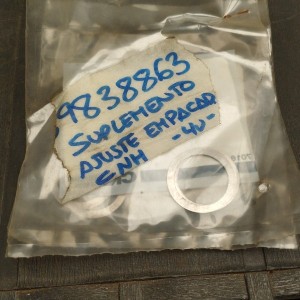 9838863
SUPLEMENTO
AJUSTE EMPACAD
CNH -4U-